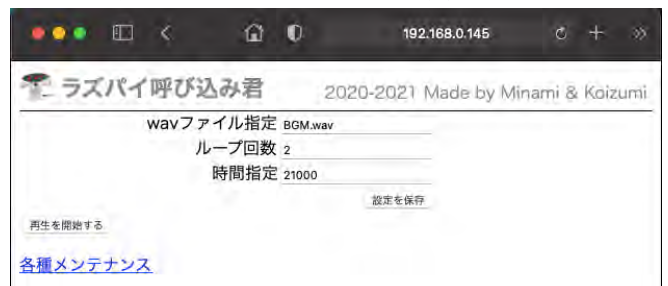 192.168.0.145
ラズパイ呼び込み君 2020-2021 Made by Minami & Koizumi
wavファイル指定 BGM.wav
ループ回数 2
時間指定 21000
設定を保存
再生を開始する
各種メンテナンス